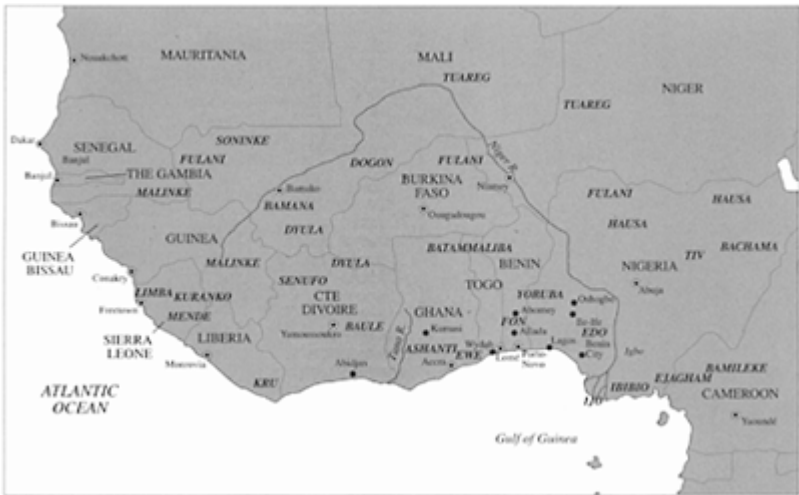 MAURITANIA
MALI
NIGER
TUAREG
TUAREG
Nouakchott
Dakar
SENEGAL
SONINKE
Banjul
FULANI
Banjul
THE GAMBIA
MALINKE
DOGON
FULANI
Niger R.
Niamey
Bamako
BAMANA
BURKINA
FASO
Ouagadougou
FULANI
HAUSA
HAUSA
Bissau
GUINEA
BISSAU
GUINEA
DYULA
MALINKE
DYULA
BATAMMALIBA
BENIN
TIV
BACHAMA
NIGERIA
Abuja
Conakry
LIMBA
KURANKO
SENUFO
TOGO
YORUBA
Oshogbo
Freetown
MENDE
CTE
DIVOIRE
GHANA
Abomey
Ile-Ife
SIERRA
LEONE
LIBERIA
Yamoussoukro
BAULE
Tano R.
Kumasi
FON
Allada
EDO
Benin
City
Igbo
Monrovia
ASHANTI
EWE
Wydah
Lomé
Porto-
Novo
Lagos
Accra
KRU
Abidjan
IJO
IBIBIO
EJAGHAM
BAMILEKE
CAMEROON
Yaoundé
ATLANTIC
OCEAN
Gulf of Guinea